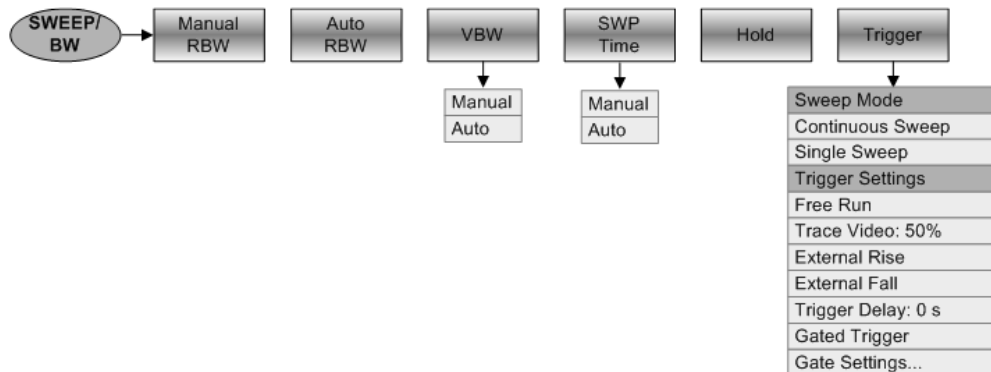 SWEEP/
BW
Manual
RBW
Auto
RBW
VBW
SWP
Time
Hold
Trigger
Manual
Auto
Manual
Auto
Sweep Mode
Continuous Sweep
Single Sweep
Trigger Settings
Free Run
Trace Video: 50%
External Rise
External Fall
Trigger Delay: 0 s
Gated Trigger
Gate Settings...